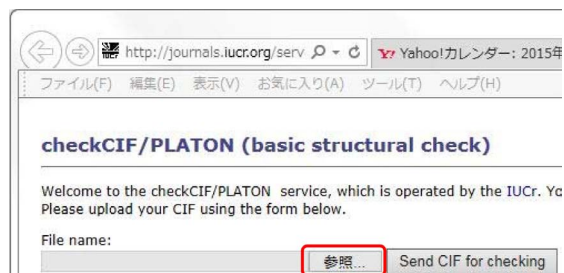 http://journals.iucr.org/serv
Yahoo!カレンダー: 2015年
ファイル(F) 編集(E) 表示(V) お気に入り(A) ツール(T) ヘルプ(H)
checkCIF/PLATON (basic structural check)
Welcome to the checkCIF/PLATON service, which is operated by the IUCr.
Please upload your CIF using the form below.
File name:
参照... Send CIF for checking